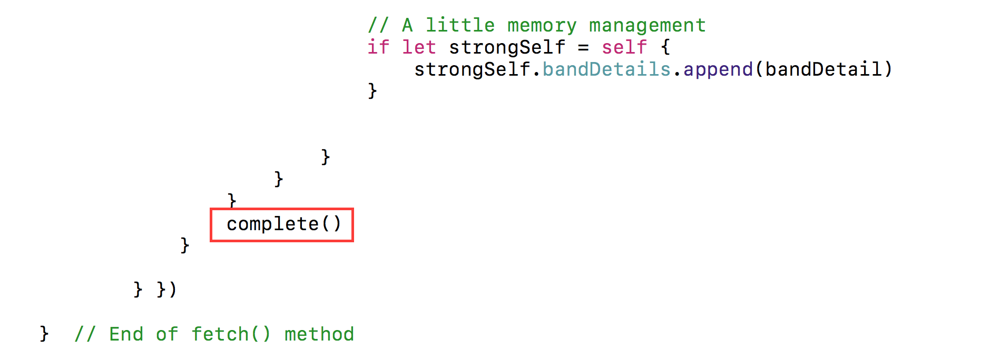 // A little memory management
if let strongSelf = self {
strongSelf.bandDetails.append(bandDetail)
}
}
}
}
complete()
}
} })
} // End of fetch() method